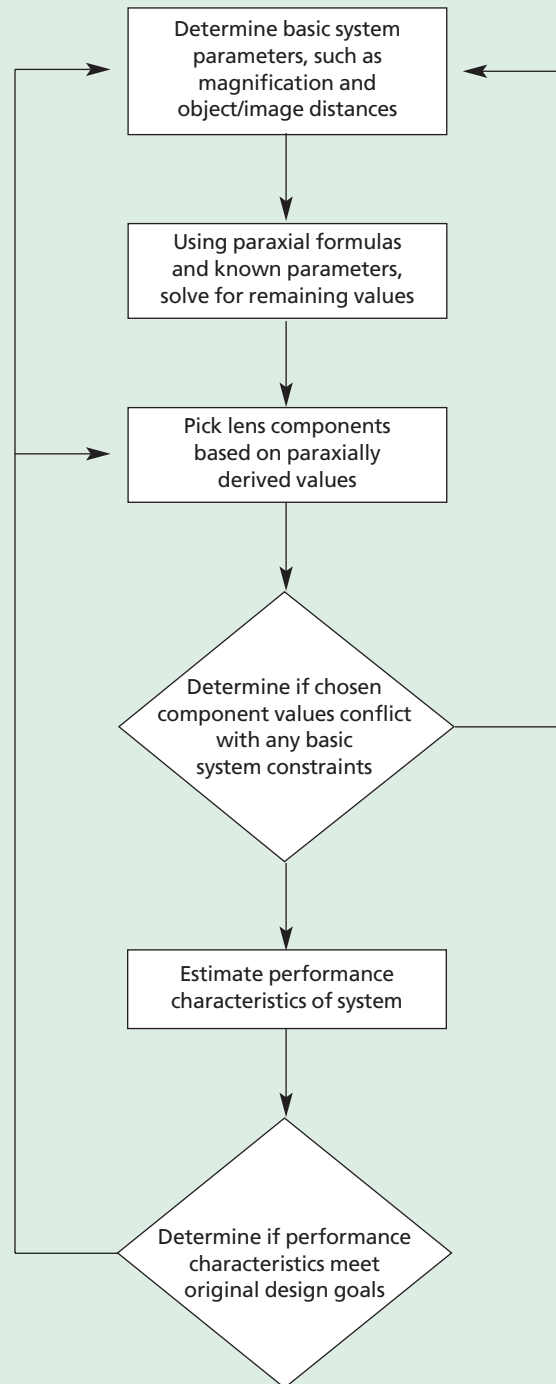 Determine basic system
parameters, such as
magnification and
object/image distances
Using paraxial formulas
and known parameters,
solve for remaining values
Pick lens components
based on paraxially
derived values
Determine if chosen
component values conflict
with any basic
system constraints
Estimate performance
characteristics of system
Determine if performance
characteristics meet
original design goals